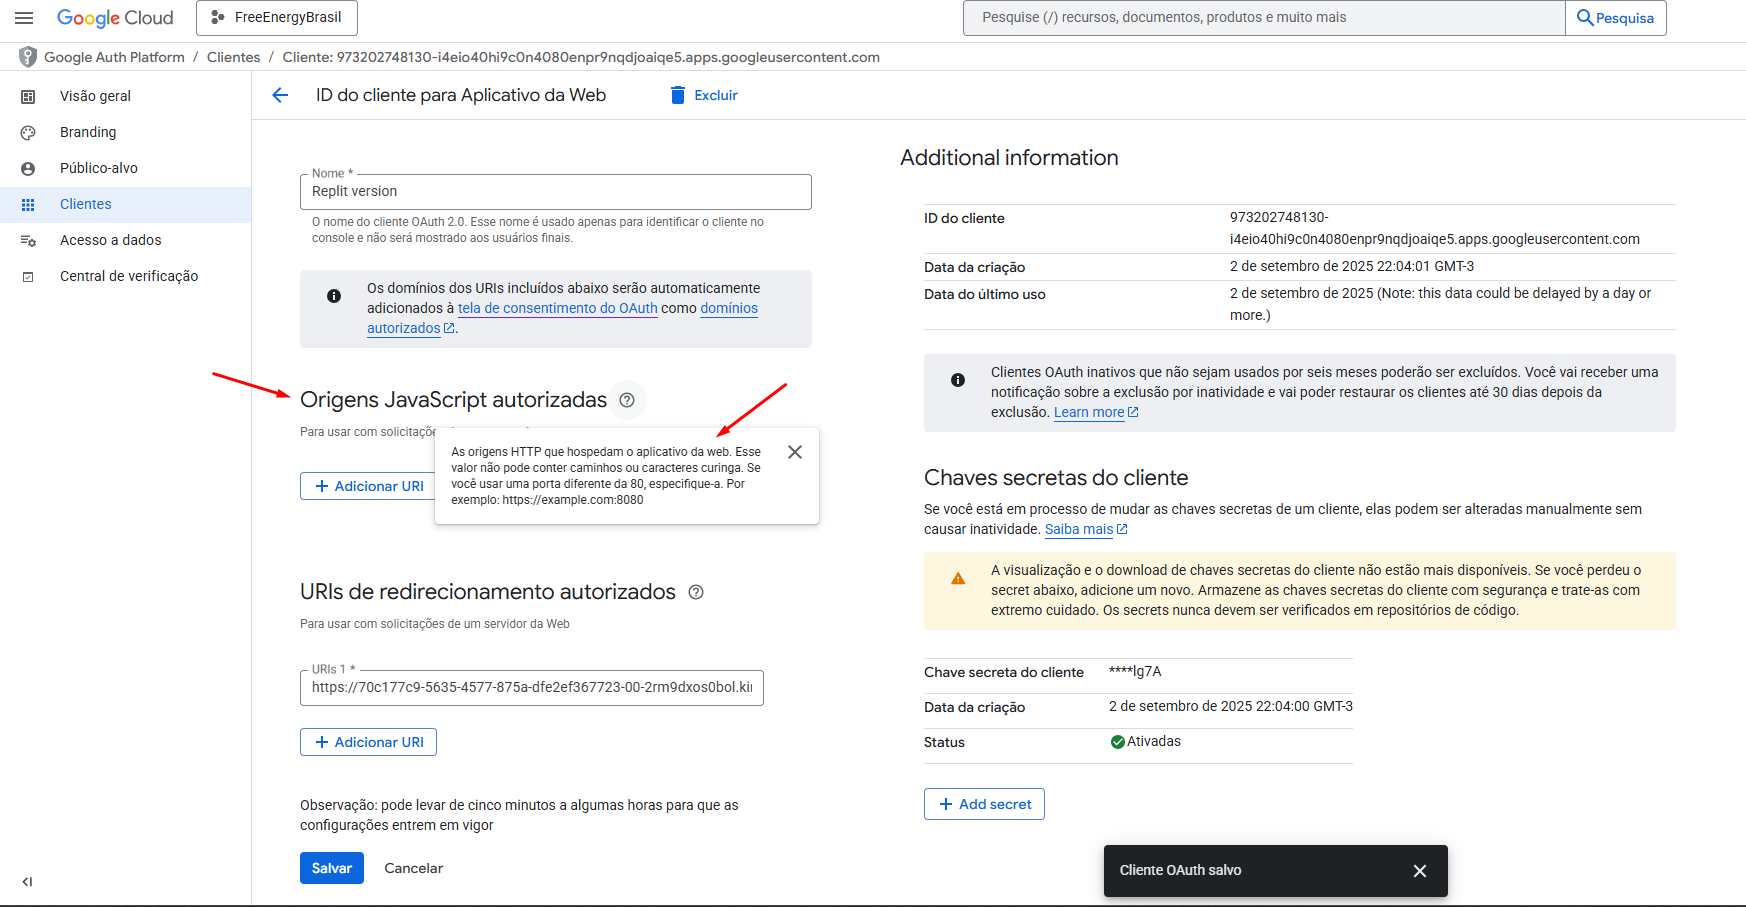 Google Cloud
FreeEnergyBrasil
Pesquise (/) recursos, documentos, produtos e muito mais
Pesquisa
Google Auth Platform / Clientes / Cliente: 973202748130-i4eio40hi9c0n4080enpr9nqdjoaiqe5.apps.googleusercontent.com
Visão geral
Branding
Público-alvo
Clientes
Acesso a dados
Central de verificação
ID do cliente para Aplicativo da Web
Excluir
Nome *
Replit version
O nome do cliente OAuth 2.0. Esse nome é usado apenas para identificar o cliente no
console e não será mostrado aos usuários finais.
Os domínios dos URIs incluídos abaixo serão automaticamente
adicionados à tela de consentimento do OAuth como domínios
autorizados.
Origens JavaScript autorizadas
Para usar com solicitaçõe
As origens HTTP que hospedam o aplicativo da web. Esse
valor não pode conter caminhos ou caracteres curinga. Se
você usar uma porta diferente da 80, especifique-a. Por
exemplo: https://example.com:8080
+ Adicionar URI
URIs de redirecionamento autorizados
Para usar com solicitações de um servidor da Web
URIs 1 *
https://70c177c9-5635-4577-875a-dfe2ef367723-00-2rm9dxos0bol.kir
+ Adicionar URI
Observação: pode levar de cinco minutos a algumas horas para que as
configurações entrem em vigor
Salvar
Cancelar
Additional information
ID do cliente
973202748130-
i4eio40hi9c0n4080enpr9nqdjoaiqe5.apps.googleusercontent.com
Data da criação
2 de setembro de 2025 22:04:01 GMT-3
Data do último uso
2 de setembro de 2025 (Note: this data could be delayed by a day or
more.)
Clientes OAuth inativos que não sejam usados por seis meses poderão ser excluídos. Você vai receber uma
notificação sobre a exclusão por inatividade e vai poder restaurar os clientes até 30 dias depois da
exclusão. Learn more
Chaves secretas do cliente
Se você está em processo de mudar as chaves secretas de um cliente, elas podem ser alteradas manualmente sem
causar inatividade. Saiba mais
A visualização e o download de chaves secretas do cliente não estão mais disponíveis. Se você perdeu o
secret abaixo, adicione um novo. Armazene as chaves secretas do cliente com segurança e trate-as com
extremo cuidado. Os secrets nunca devem ser verificados em repositórios de código.
Chave secreta do cliente
****lg7A
Data da criação
2 de setembro de 2025 22:04:00 GMT-3
Status
Ativadas
+ Add secret
Cliente OAuth salvo